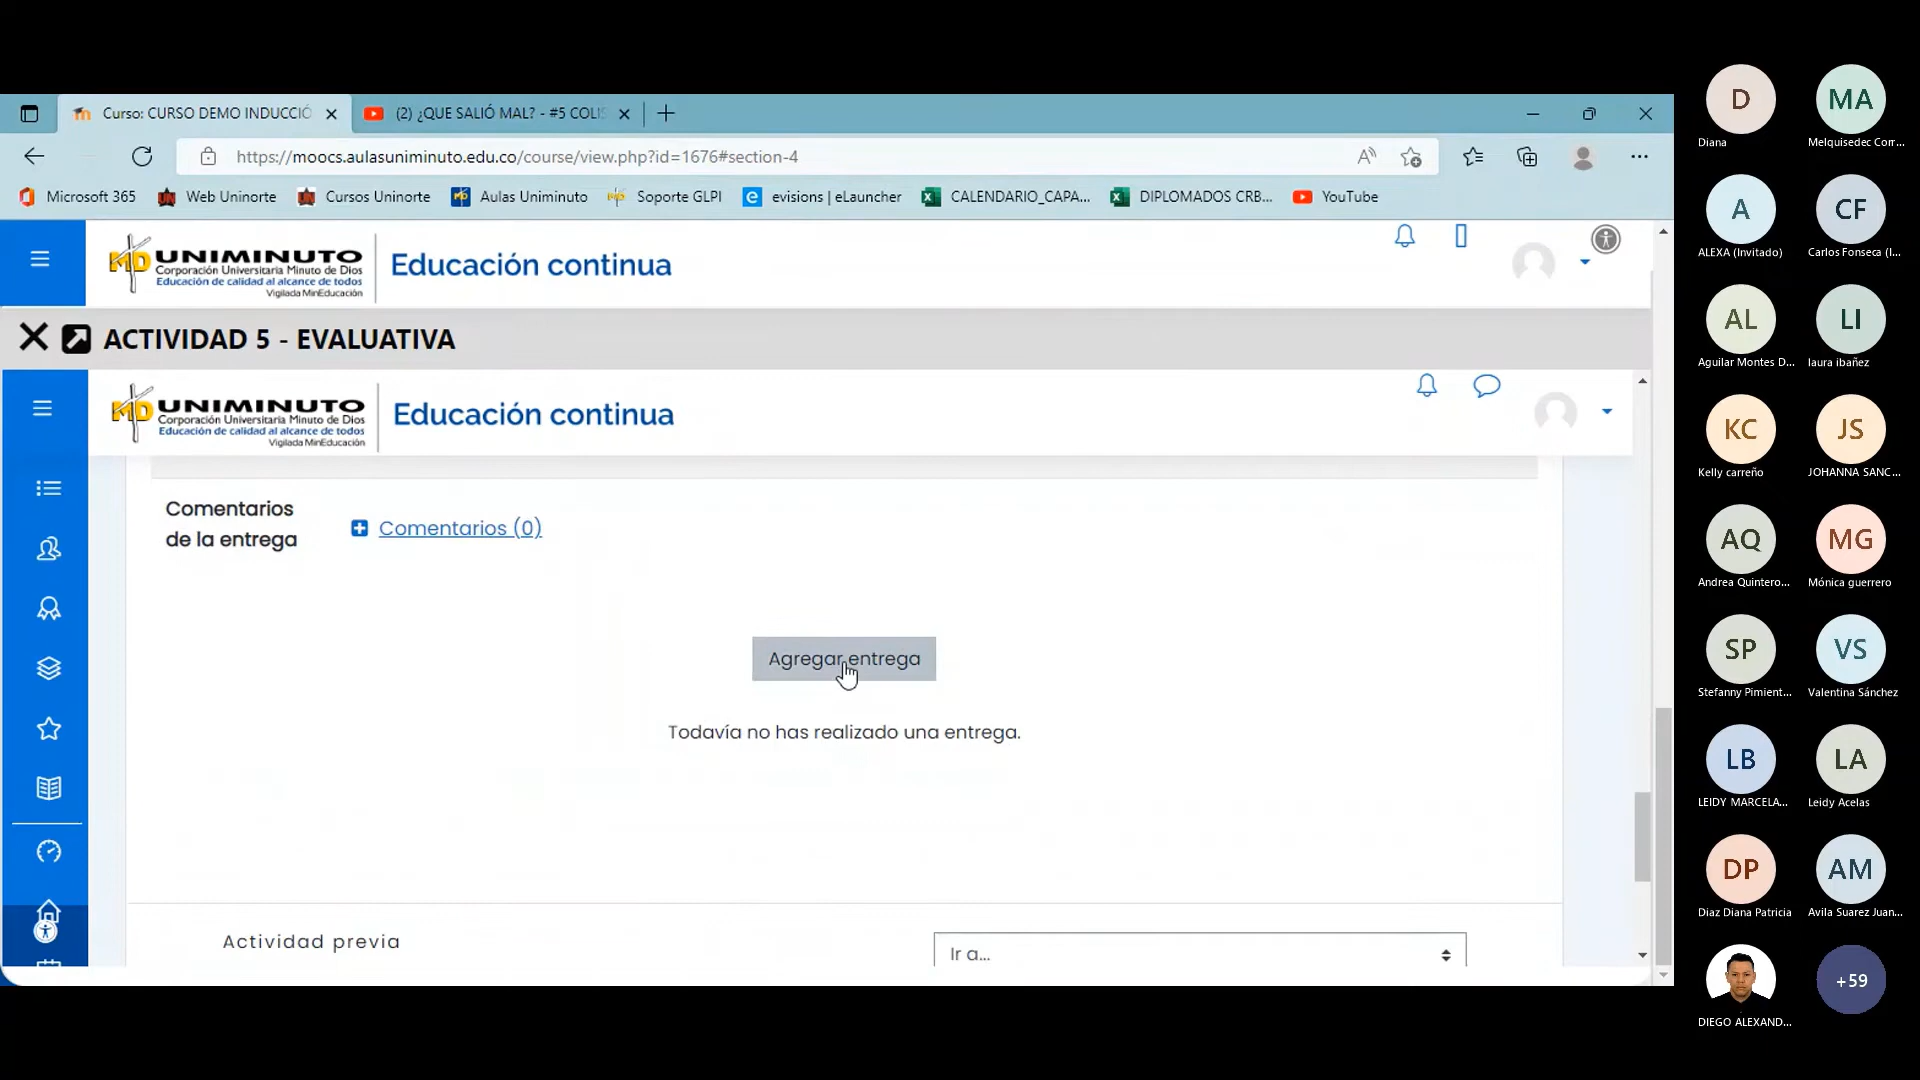 Curso: CURSO DEMO INDUCCIÓ
(2) ¿QUE SALIÓ MAL? - #5 COLI
https://moocs.aulasuniminuto.edu.co/course/view.php?id=1676#section-4
Microsoft 365
Web Uninorte
Cursos Uninorte
Aulas Uniminuto
Soporte GLPI
evisions | eLauncher
CALENDARIO_CAPA...
DIPLOMADOS CRB...
YouTube
UNIMINUTO
Corporación Universitaria Minuto de Dios
Educación de calidad al alcance de todos
Vigilada MinEducación
Educación continua
ACTIVIDAD 5 - EVALUATIVA
UNIMINUTO
Corporación Universitaria Minuto de Dios
Educación de calidad al alcance de todos
Vigilada MinEducación
Educación continua
Comentarios
de la entrega
Comentarios (0)
Agregar entrega
Todavía no has realizado una entrega.
Actividad previa
Ir a...
D
Diana
MA
Melquisedec Corr...
A
ALEXA (Invitado)
CF
Carlos Fonseca (I...
AL
Aguilar Montes D...
LI
laura ibañez
KC
Kelly carreño
JS
JOHANNA SANC...
AQ
Andrea Quintero...
MG
Mónica guerrero
SP
Stefanny Pimient...
VS
Valentina Sánchez
LB
LEIDY MARCELA...
LA
Leidy Acelas
DP
Diaz Diana Patricia
AM
Avila Suarez Juan...
DIEGO ALEXAND...
+59